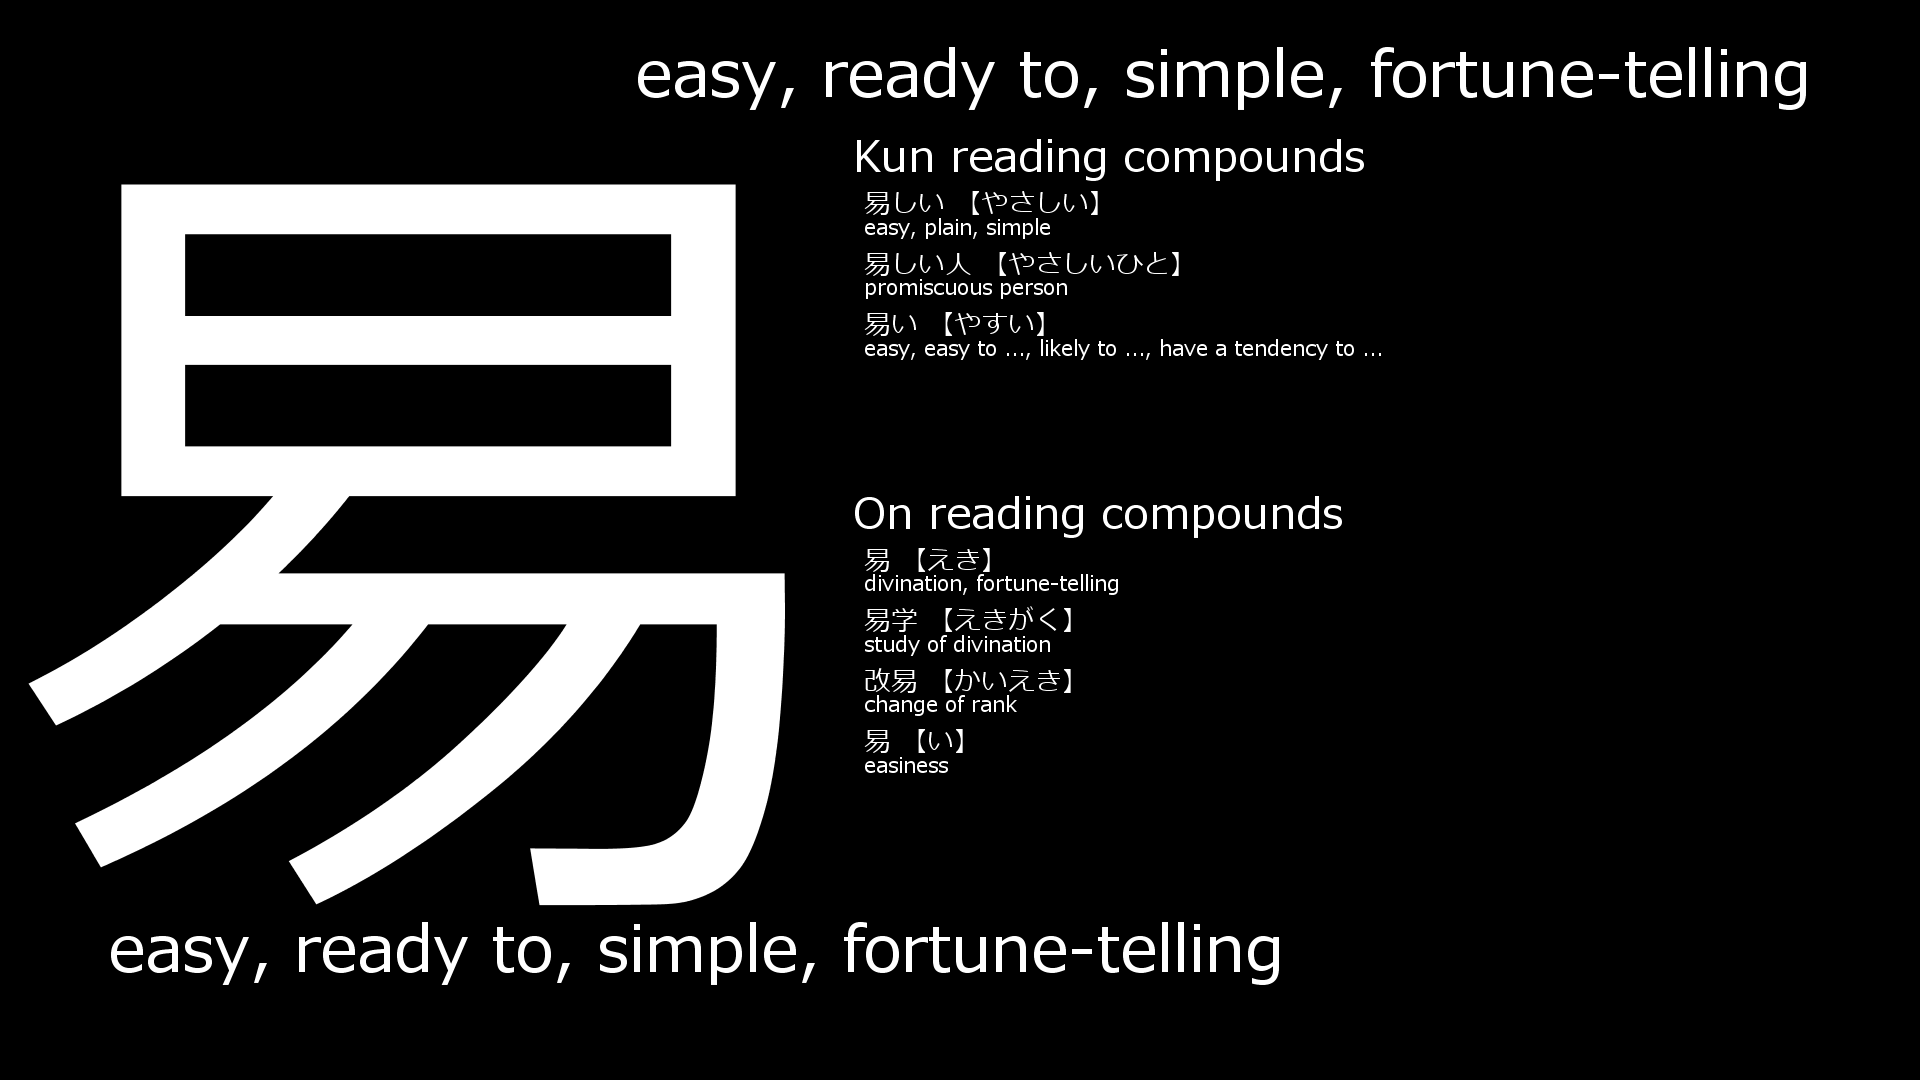 easy, ready to, simple, fortune-telling
易
Kun reading compounds
易しい 【やさしい】
easy, plain, simple
易しい人 【やさしいひと】
promiscuous person
易い 【やすい】
easy, easy to ..., likely to ..., have a tendency to ...
On reading compounds
易 【えき】
divination, fortune-telling
易学 【えきがく】
study of divination
改易 【かいえき】
change of rank
易 【い】
easiness
easy, ready to, simple, fortune-telling